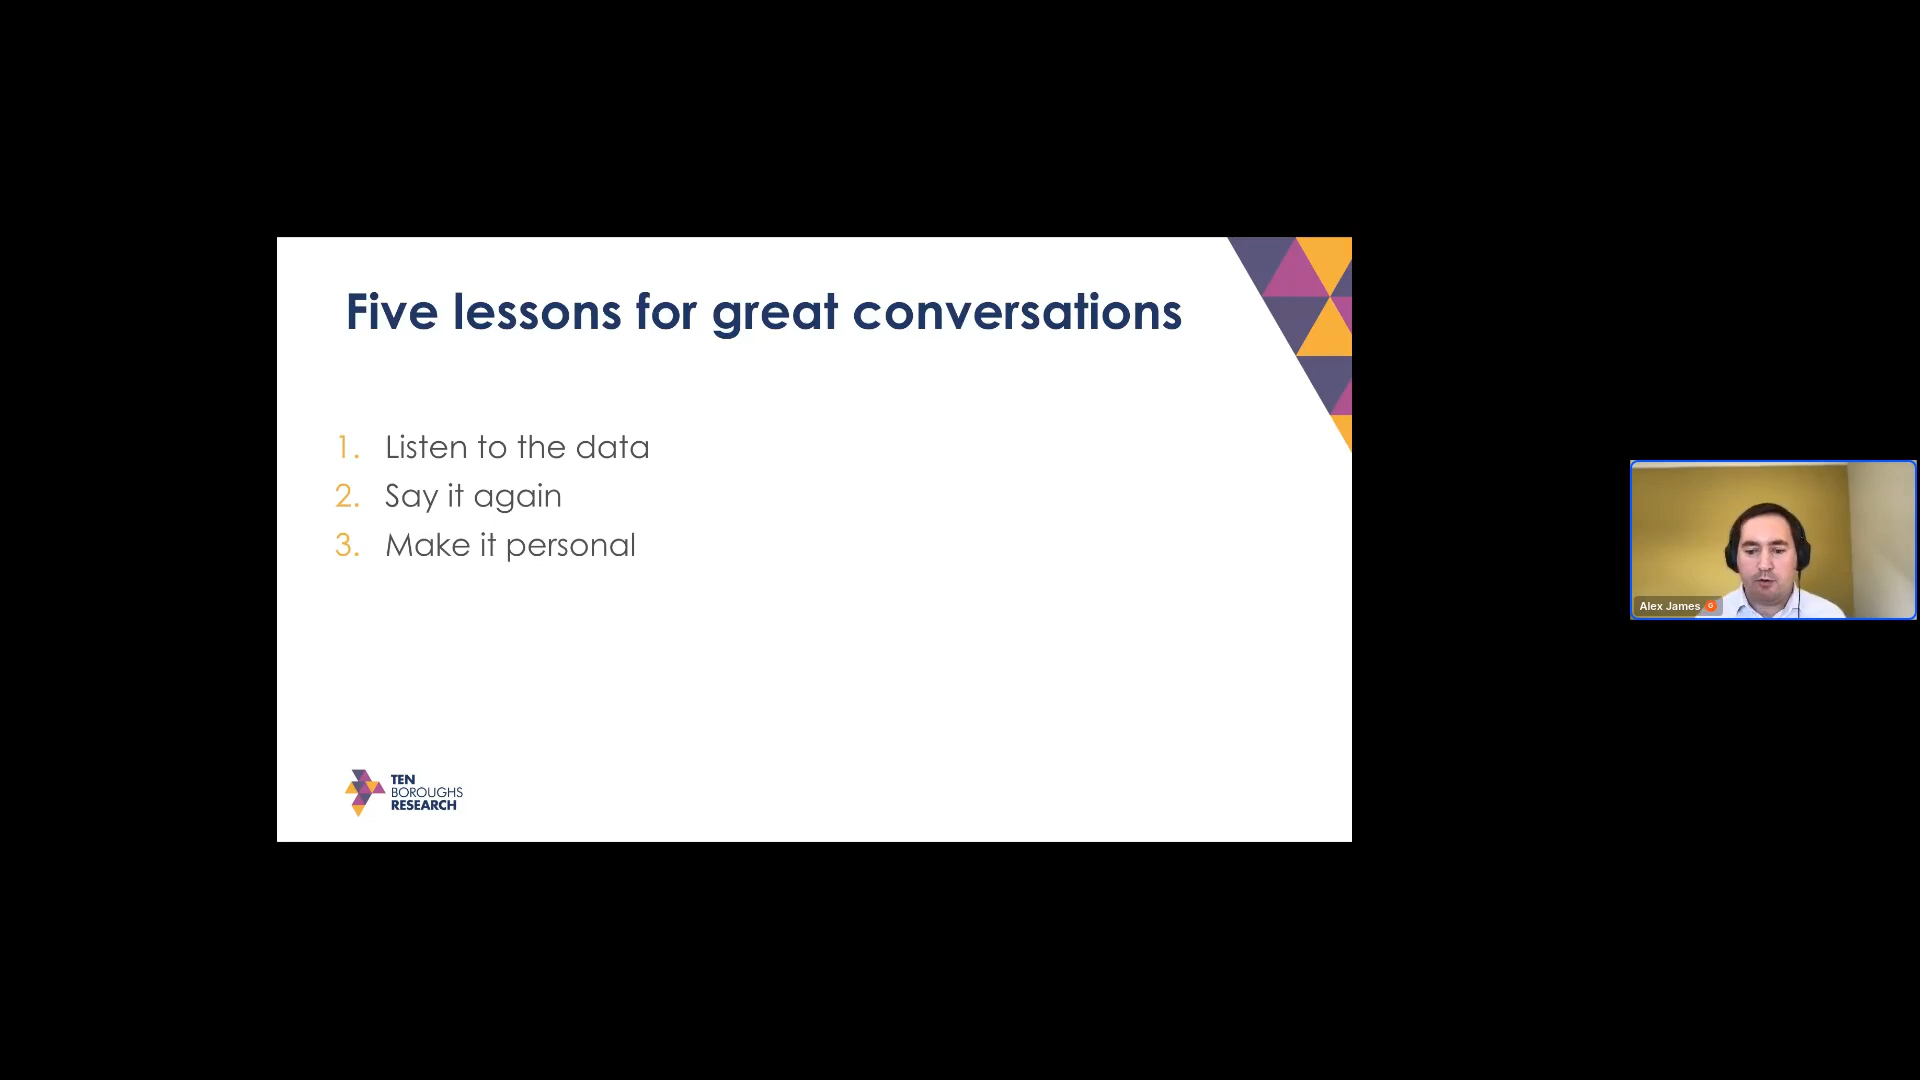 Five lessons for great conversations
1. Listen to the data
2. Say it again
3. Make it personal
TEN
BOROUGHS
RESEARCH
Alex James G